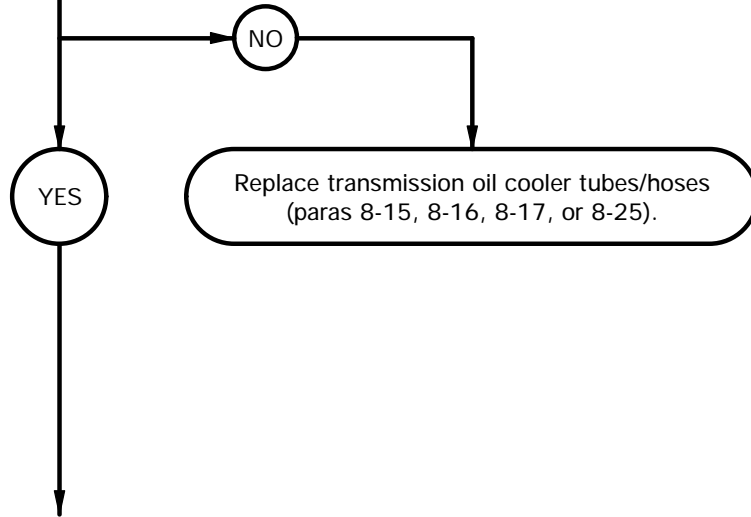 NO
YES
Replace transmission oil cooler tubes/hoses
(paras 8-15, 8-16, 8-17, or 8-25).